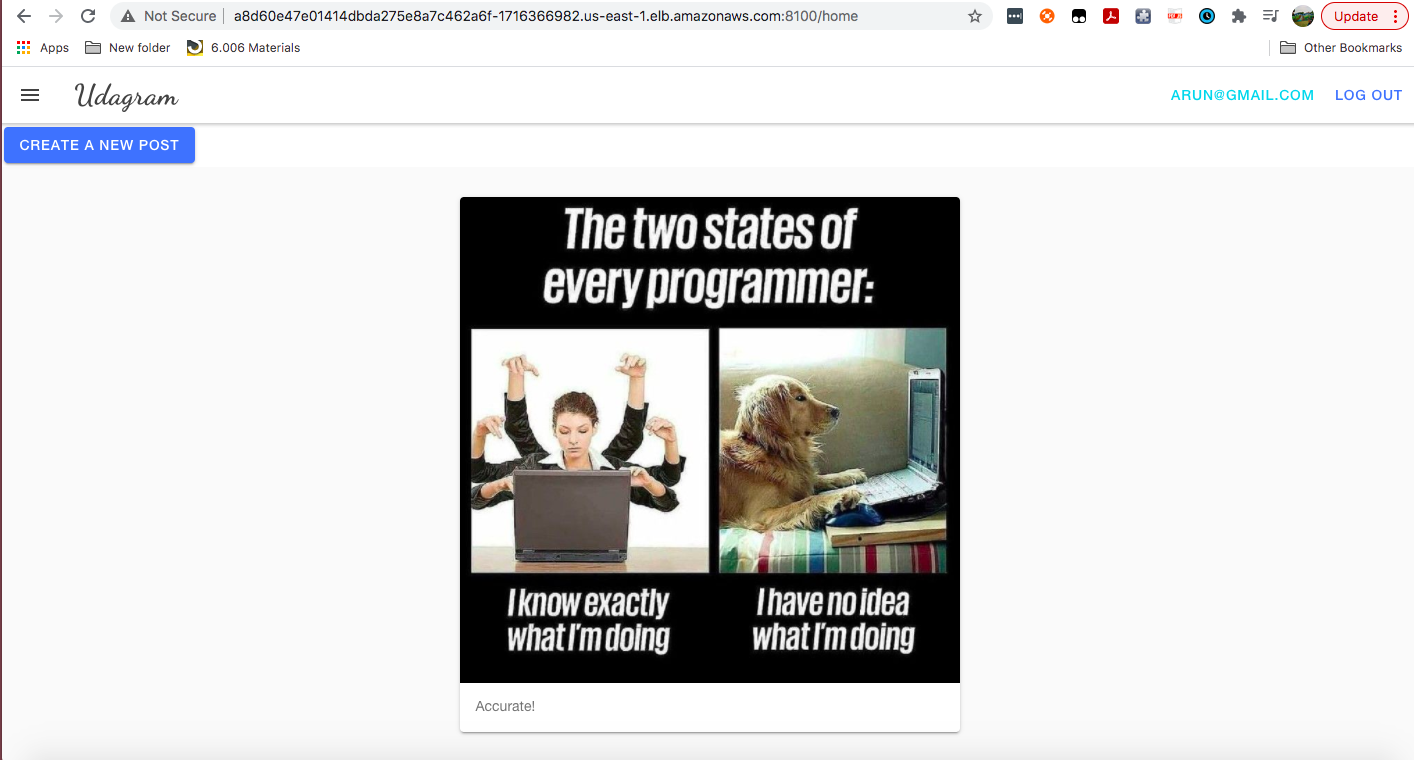 Not Secure
a8d60e47e01414dbda275e8a7c462a6f-1716366982.us-east-1.elb.amazonaws.com:8100/home
Update
Apps
New folder
6.006 Materials
Other Bookmarks
Udagram
ARUN@GMAIL.COM
LOG OUT
CREATE A NEW POST
The two states of
every programmer:
I know exactly
what I'm doing
I have no idea
what I'm doing
Accurate!